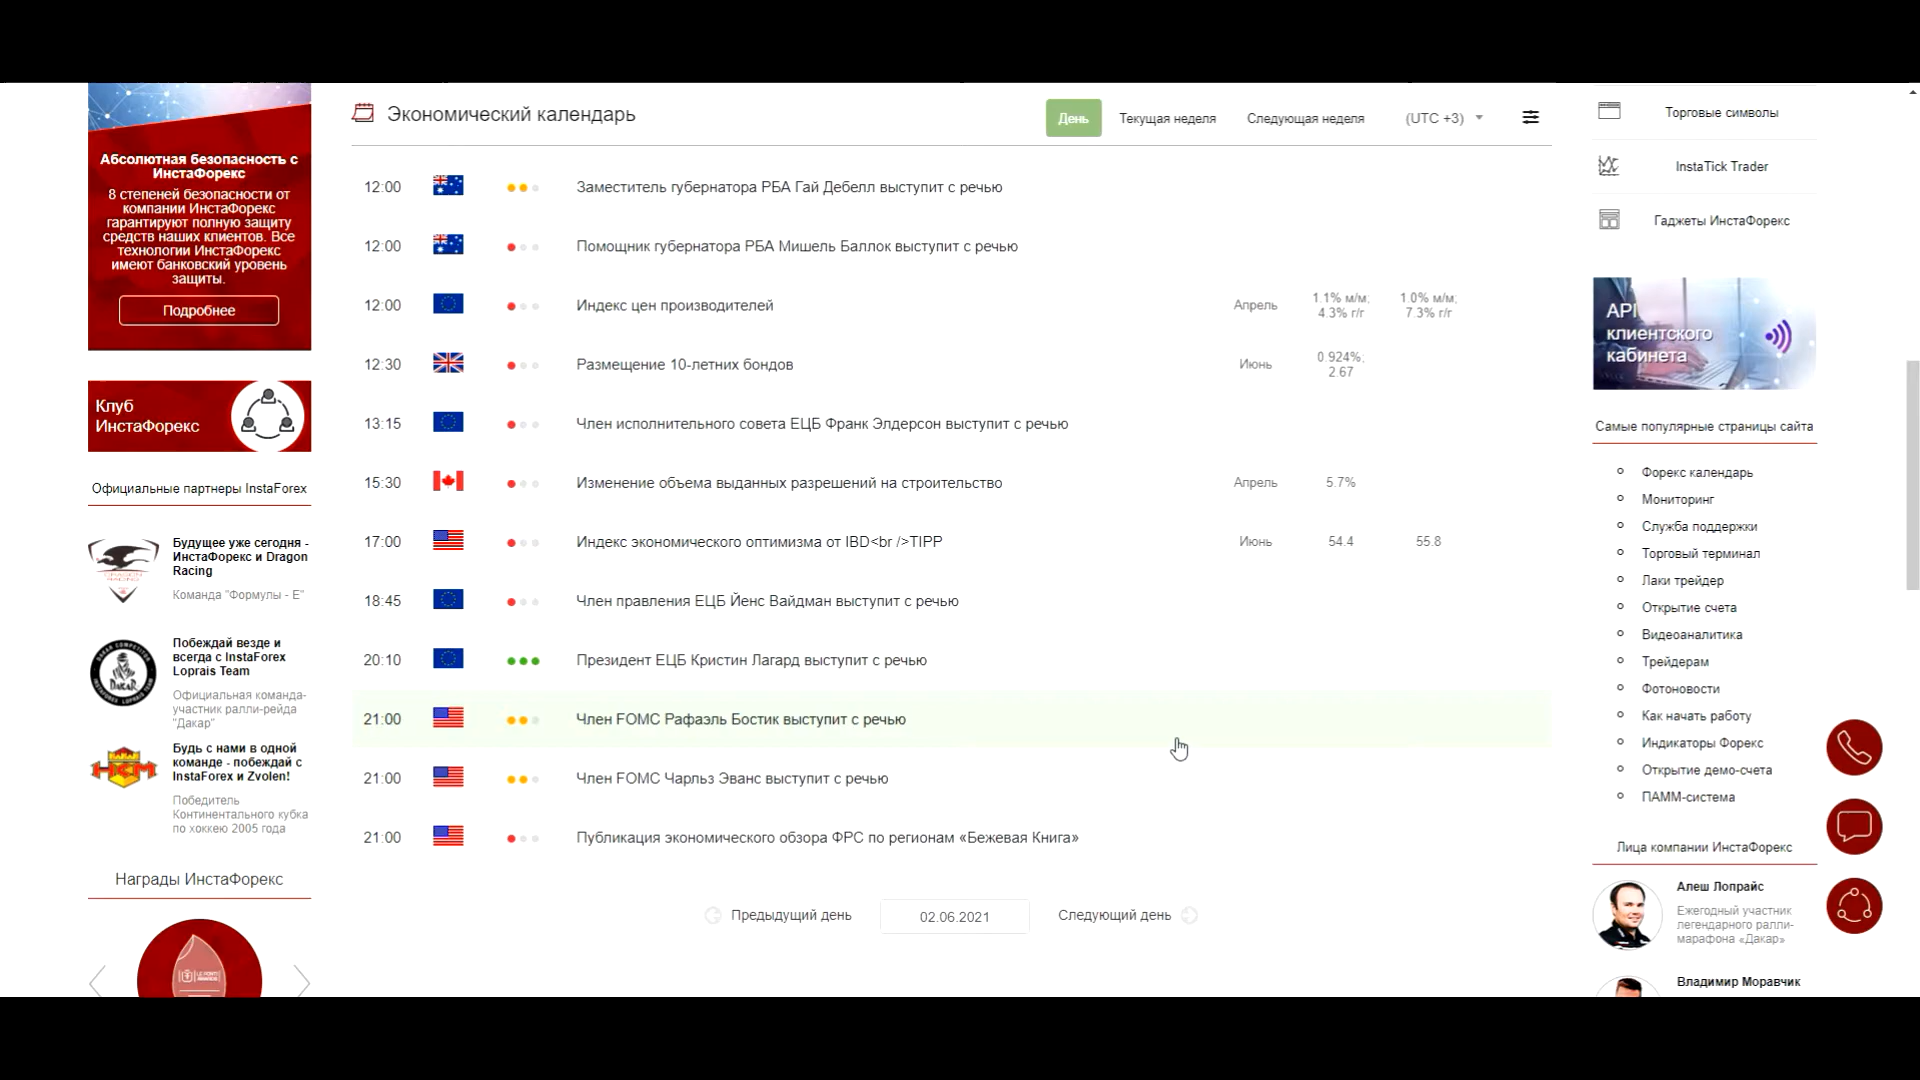 Абсолютная безопасность с
ИнстаФорекс
8 степеней безопасности от
компании ИнстаФорекс
гарантируют полную защиту
средств наших клиентов. Все
технологии ИнстаФорекс
имеют банковский уровень
защиты.
Подробнее
Клуб
ИнстаФорекс
Официальные партнеры InstaForex
Будущее уже сегодня -
ИнстаФорекс и Dragon
Racing
Команда "Формулы - Е"
Побеждай везде и
всегда с InstaForex
Loprais Team
Официальная команда-
участник ралли-рейда
"Дакар"
Будь с нами в одной
команде - побеждай с
InstaForex и Zvolen!
Победитель
Континентального кубка
по хоккею 2005 года
Награды ИнстаФорекс
Экономический календарь
День Текущая неделя Следующая неделя (UTC +3)
12:00 Заместитель губернатора РБА Гай Дебелл выступит с речью
12:00 Помощник губернатора РБА Мишель Баллок выступит с речью
12:00 Индекс цен производителей Апрель 1.1% м/м; 4.3% г/г 1.0% м/м; 7.3% г/г
12:30 Размещение 10-летних бондов Июнь 0.924%; 2.67
13:15 Член исполнительного совета ЕЦБ Франк Элдерсон выступит с речью
15:30 Изменение объема выданных разрешений на строительство Апрель 5.7%
17:00 Индекс экономического оптимизма от IBD<br />TIPP Июнь 54.4 55.8
18:45 Член правления ЕЦБ Йенс Вайдман выступит с речью
20:10 Президент ЕЦБ Кристин Лагард выступит с речью
21:00 Член FOMC Рафаэль Бостик выступит с речью
21:00 Член FOMC Чарльз Эванс выступит с речью
21:00 Публикация экономического обзора ФРС по регионам «Бежевая Книга»
Предыдущий день 02.06.2021 Следующий день
Торговые символы
InstaTick Trader
Гаджеты ИнстаФорекс
API
клиентского
кабинета
Самые популярные страницы сайта
Форекс календарь
Мониторинг
Служба поддержки
Торговый терминал
Лаки трейдер
Открытие счета
Видеоаналитика
Трейдерам
Фотоновости
Как начать работу
Индикаторы Форекс
Открытие демо-счета
ПАММ-система
Лица компании ИнстаФорекс
Алеш Лопрайс
Ежегодный участник
легендарного ралли-
марафона «Дакар»
Владимир Моравчик